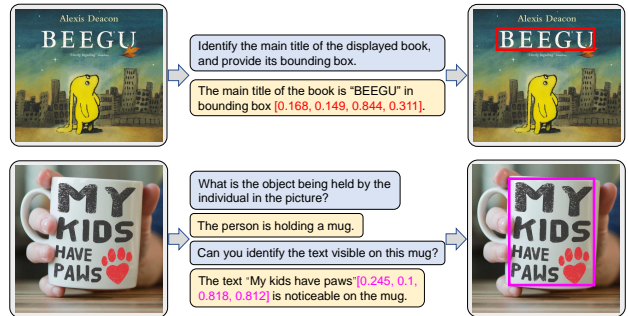 Alexis Deacon
BEEGU
Identify the main title of the displayed book,
and provide its bounding box.
The main title of the book is “BEEGU” in
bounding box [0.168, 0.149, 0.844, 0.311].
Alexis Deacon
BEEGU
MY
KIDS
HAVE
PAWS
What is the object being held by the
individual in the picture?
The person is holding a mug.
Can you identify the text visible on this mug?
The text “My kids have paws”[0.245, 0.1,
0.818, 0.812] is noticeable on the mug.
MY
KIDS
HAVE
PAWS